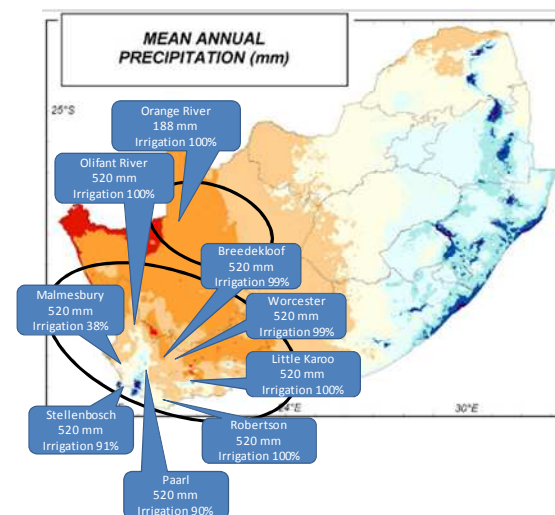 MEAN ANNUAL
PRECIPITATION (mm)
25°S
Orange River
188 mm
Irrigation 100%
Olifant River
520 mm
Irrigation 100%
Breedekloof
520 mm
Irrigation 99%
Malmesbury
520 mm
Irrigation 38%
Worcester
520 mm
Irrigation 99%
Little Karoo
520 mm
Irrigation 100%
Stellenbosch
520 mm
Irrigation 91%
24°E
30°E
Robertson
520 mm
Irrigation 100%
Paarl
520 mm
Irrigation 90%